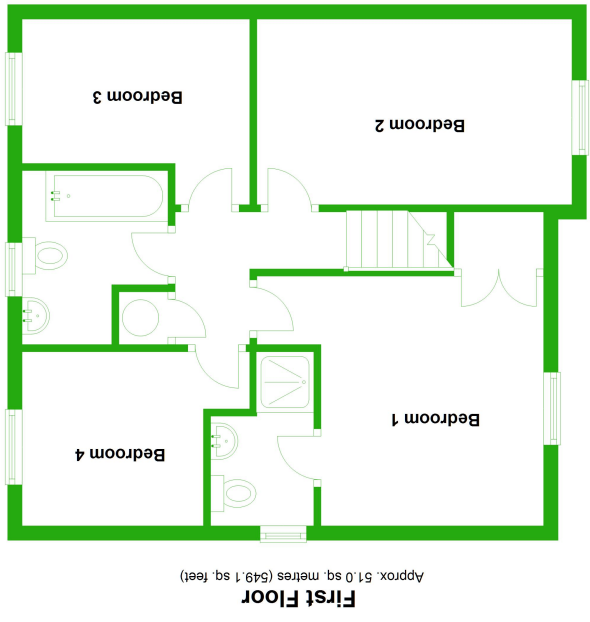 First Floor
Approx. 51.0 sq. metres (549.1 sq. feet)
Bedroom 4
Bedroom 1
Bedroom 2
Bedroom 3